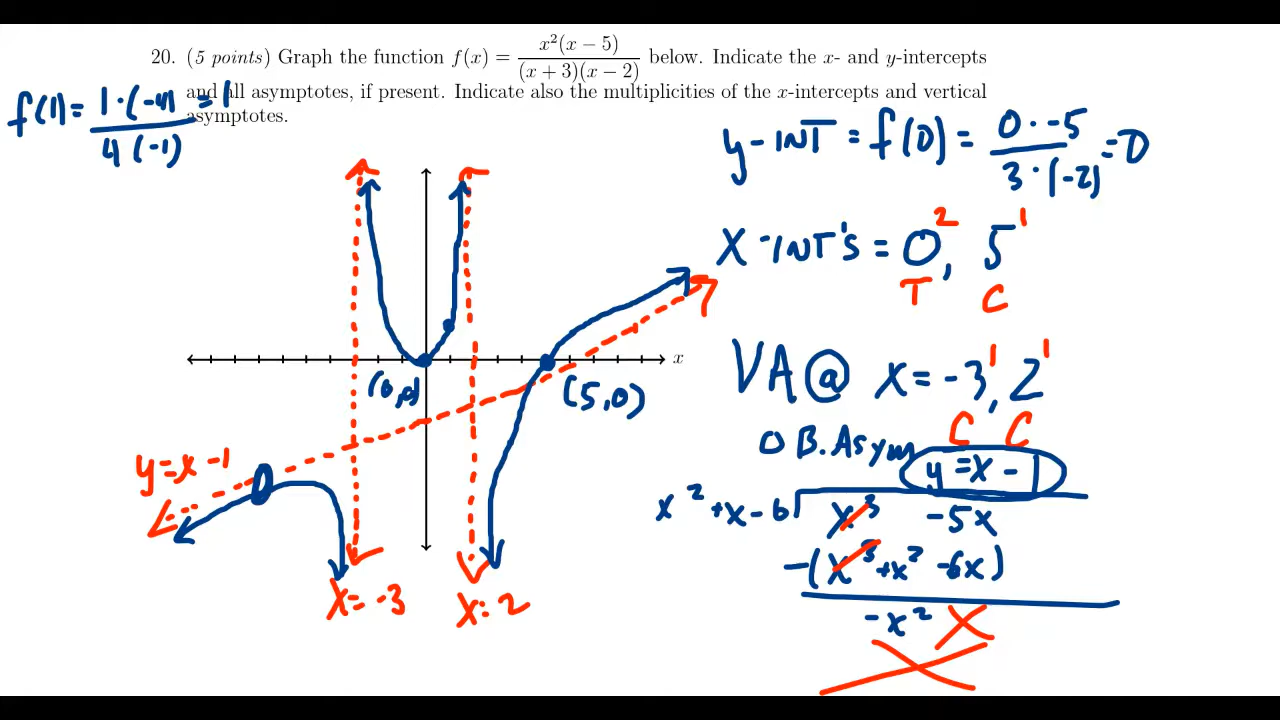 20. (5 points) Graph the function f(x) = x²(x − 5) / (x + 3)(x − 2) below. Indicate the x- and y-intercepts
and all asymptotes, if present. Indicate also the multiplicities of the x-intercepts and vertical
asymptotes.
f(1) = 1·(-4) / 4(-1) = 1
y-INT = f(0) = 0·-5 / 3·(-2) = 0
X-INT'S = 0², 5¹
T C
x
(0,0)
(5,0)
VA @ x = -3¹, 2¹
C C
OB. Asym
y = x - 1
y = x - 1
x² + x - 6 x³ - 5x
-(x³ + x² - 6x)
- x² x
x = -3
x = 2